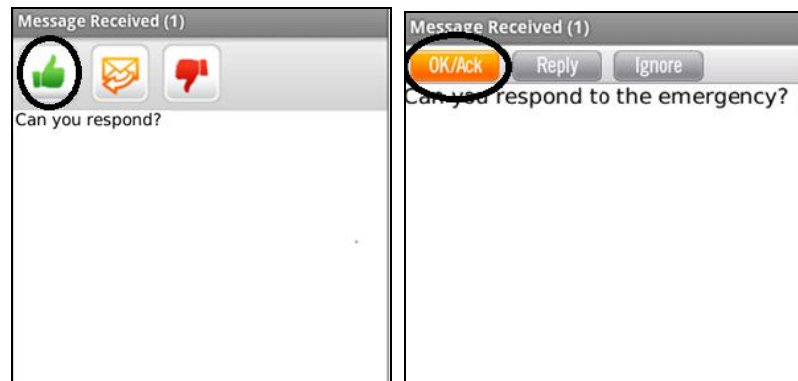 Message Received (1)
Can you respond?
Message Received (1)
OK/Ack Reply Ignore
Can you respond to the emergency?